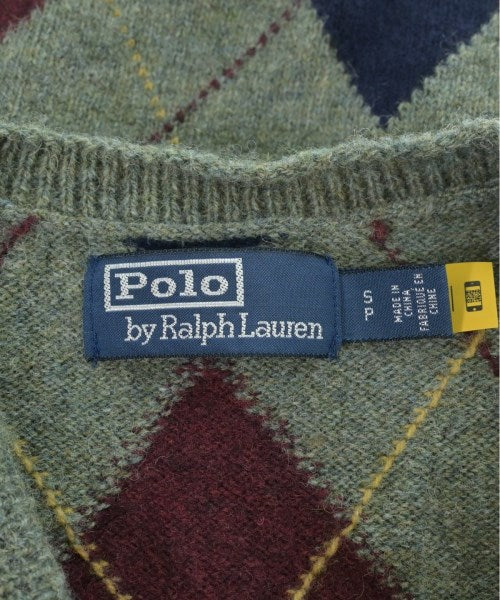 Polo
by Ralph Lauren
S
P
MADE IN
CHINA
FABRIQUÉ EN
CHINE